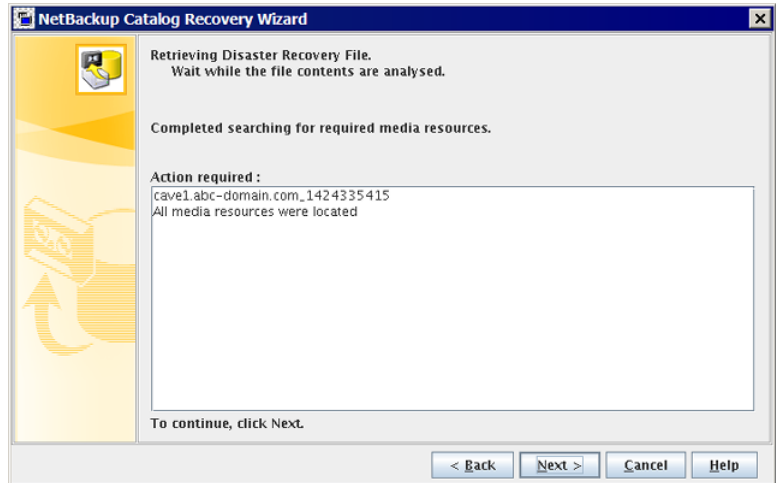 NetBackup Catalog Recovery Wizard
Retrieving Disaster Recovery File.
Wait while the file contents are analysed.
Completed searching for required media resources.
Action required :
cave1.abc-domain.com_1424335415
All media resources were located
To continue, click Next.
< Back Next > Cancel Help